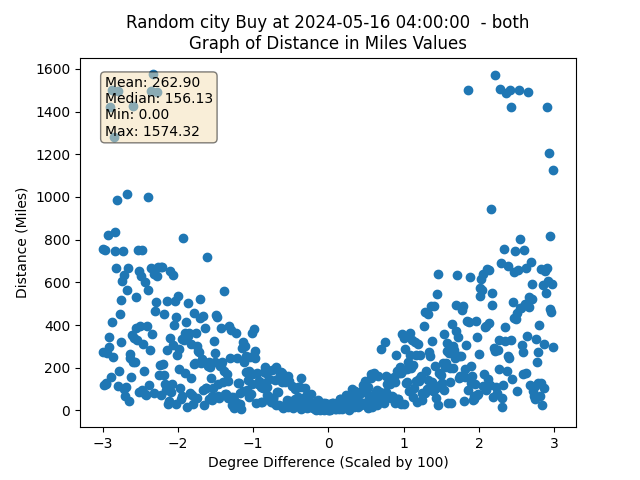 Random city Buy at 2024-05-16 04:00:00  - both
Graph of Distance in Miles Values
Mean: 262.90
Median: 156.13
Min: 0.00
Max: 1574.32
1600
1400
1200
1000
800
600
400
200
0
Distance (Miles)
−3 −2 −1 0 1 2 3
Degree Difference (Scaled by 100)